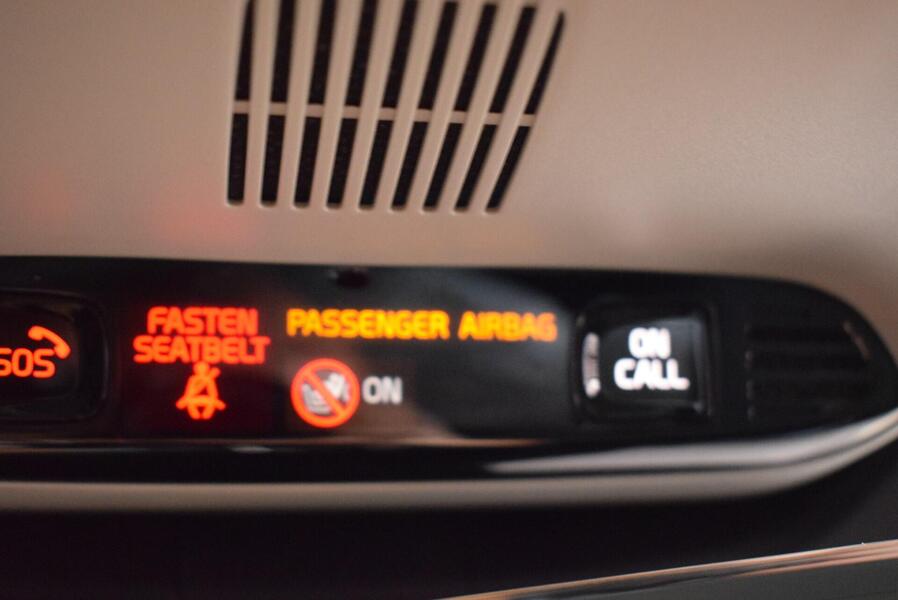 SOS
FASTEN
SEATBELT
PASSENGER AIRBAG
ON
ON
CALL